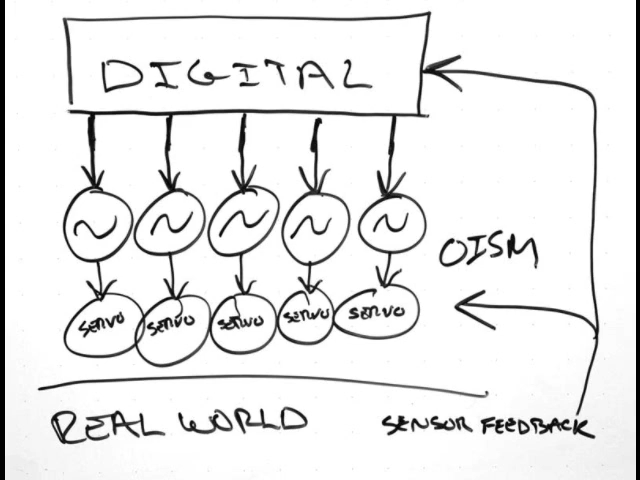 DIGITAL
OISM
SERVO SERVO SERVO SERVO SERVO
REAL WORLD
SENSOR FEEDBACK